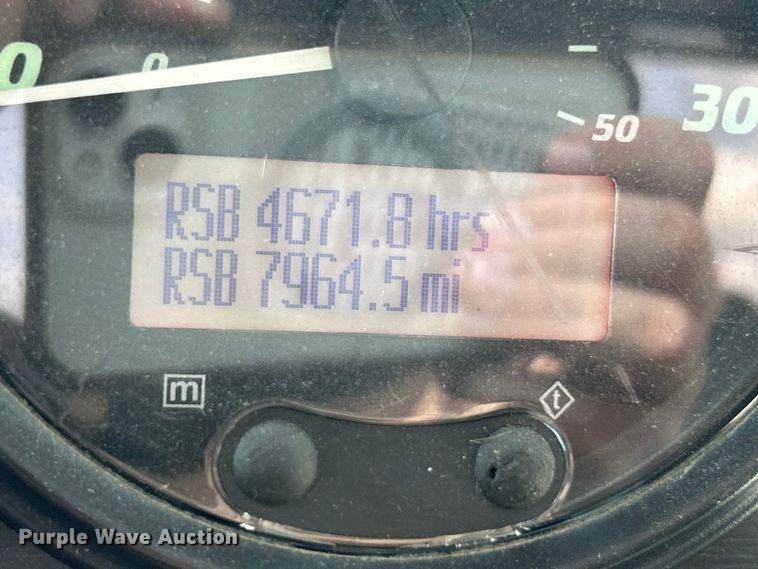 0
0
50
30
RSB 4671.8 hrs
RSB 7964.5 mi
m
t
Purple Wave Auction